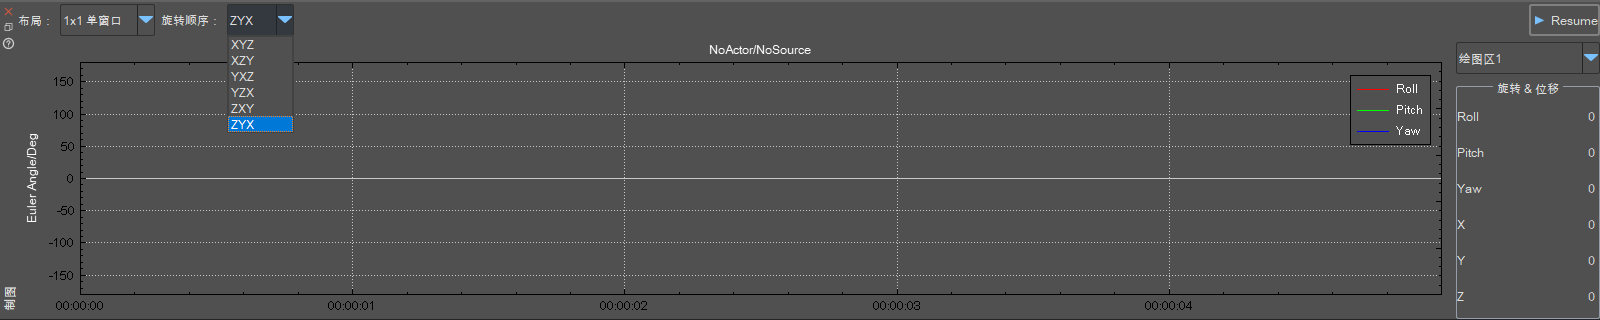 布局： 1x1 单窗口 旋转顺序： ZYX Resume
XYZ
XZY
YXZ
YZX
ZXY
ZYX
NoActor/NoSource
绘图区1
150
100
50
0
-50
-100
-150
Euler Angle/Deg
00:00:00 00:00:01 00:00:02 00:00:03 00:00:04
Roll
Pitch
Yaw
旋转 & 位移
Roll 0
Pitch 0
Yaw 0
X 0
Y 0
Z 0
制图